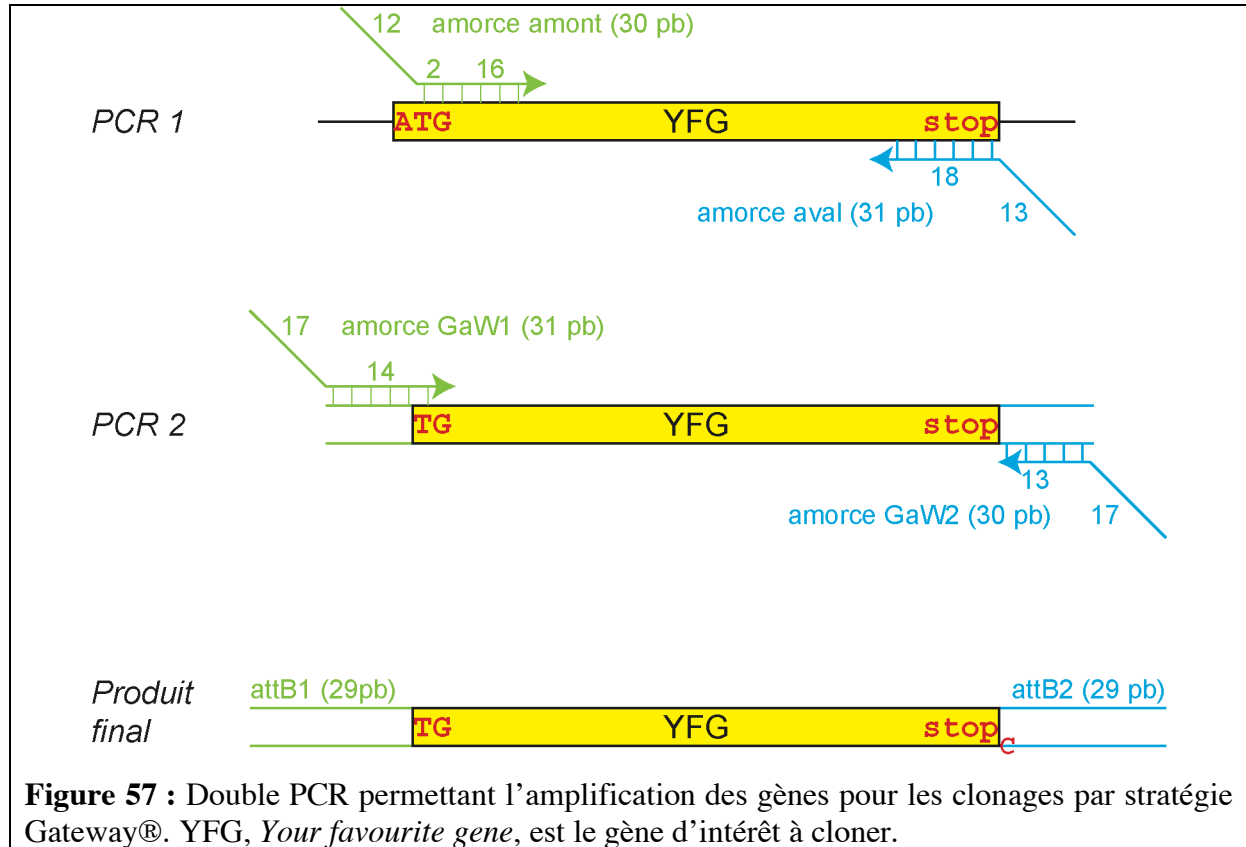 12 amorce amont (30 pb)
2 16
PCR 1
ATG YFG stop
18
amorce aval (31 pb) 13
17 amorce GaW1 (31 pb)
14
PCR 2
TG YFG stop
13
amorce GaW2 (30 pb) 17
Produit final
attB1 (29pb) attB2 (29 pb)
TG YFG stop
C
Figure 57 : Double PCR permettant l'amplification des gènes pour les clonages par stratégie
Gateway®. YFG, Your favourite gene, est le gène d'intérêt à cloner.